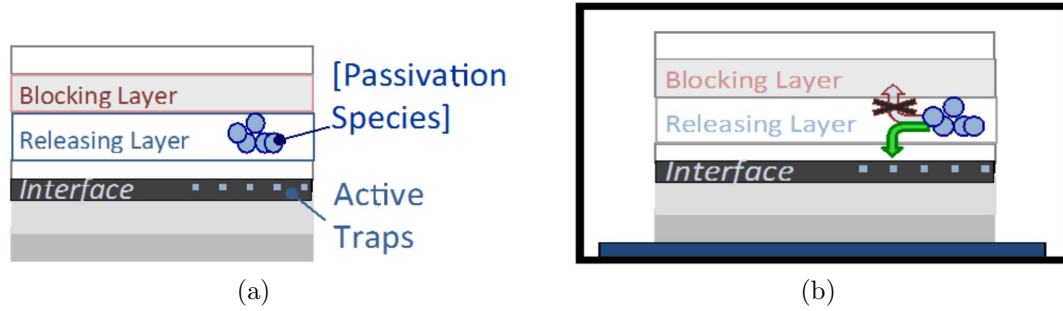 Blocking Layer
Releasing Layer
Interface
[Passivation
Species]
Active
Traps
(a)
Blocking Layer
Releasing Layer
Interface
(b)